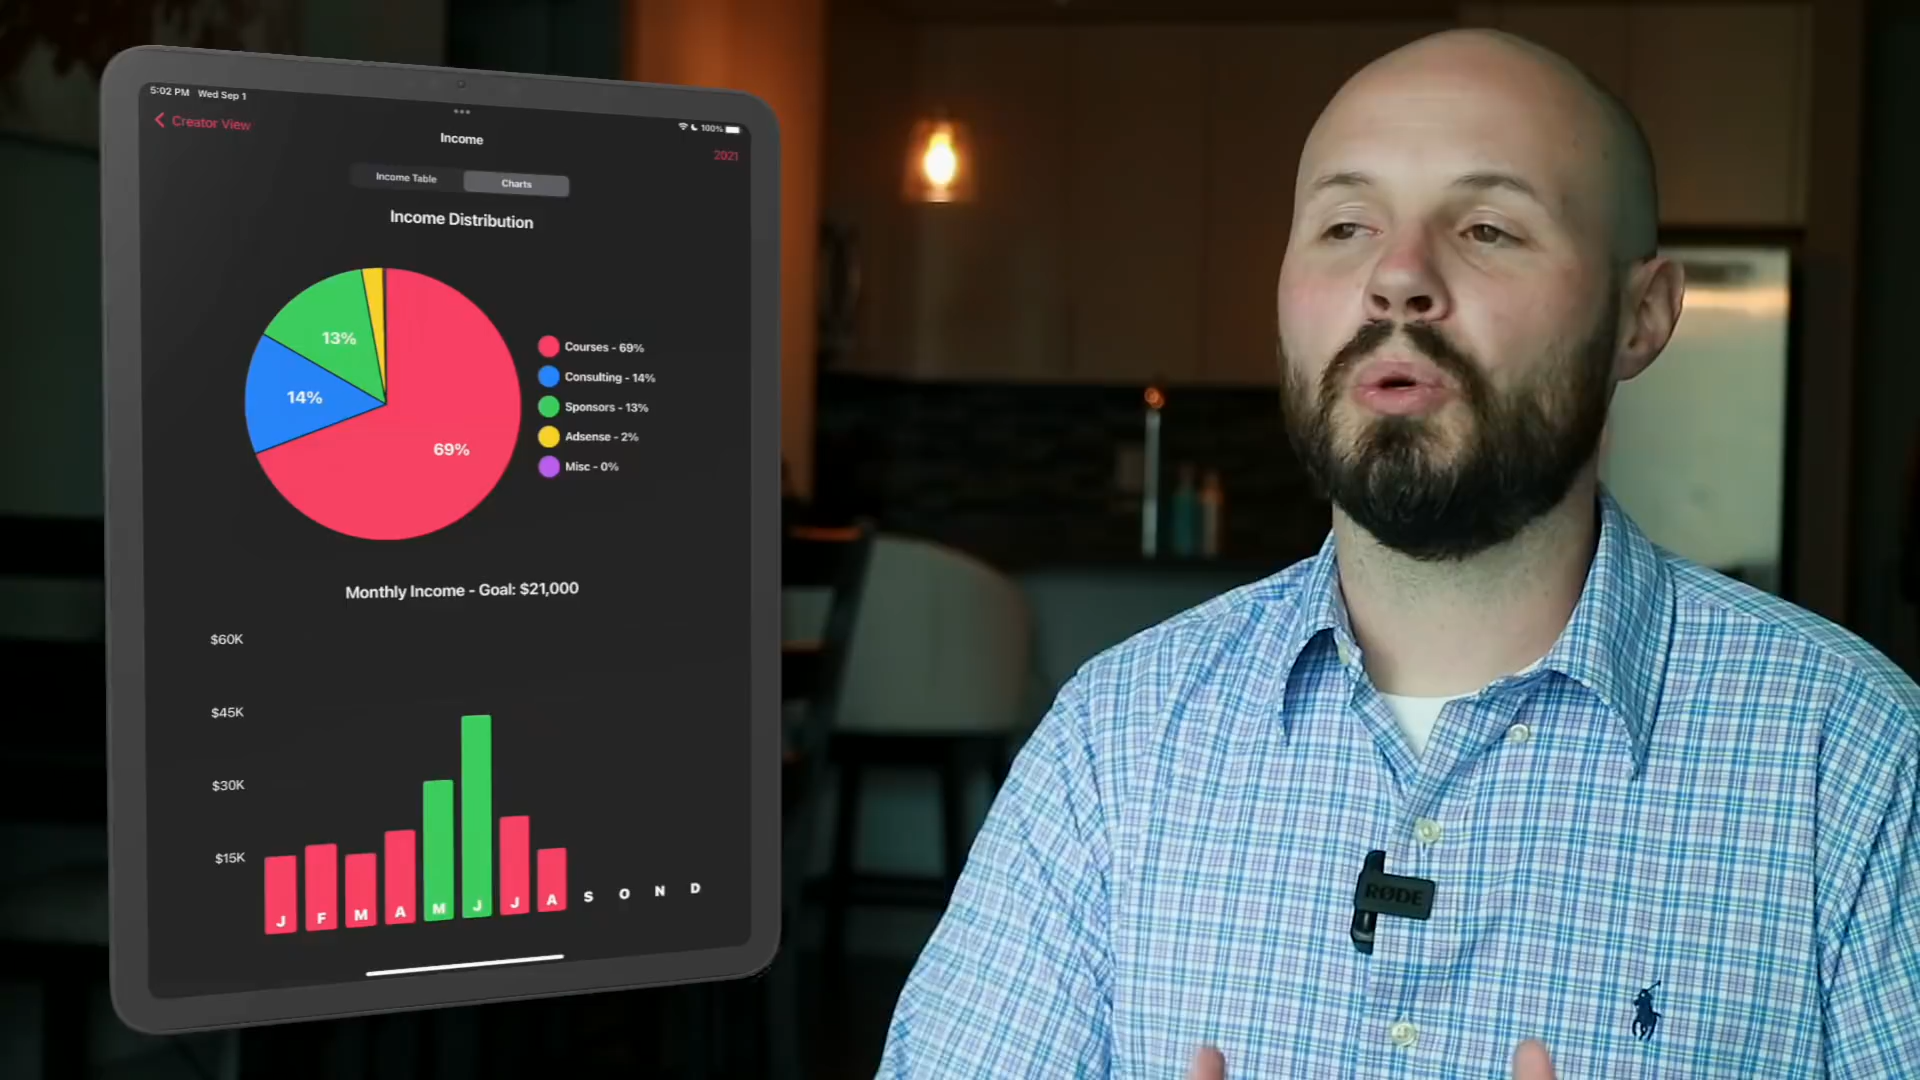 5:02 PM Wed Sep 1
100%
Creator View
Income
2021
Income Table Charts
Income Distribution
13%
14%
69%
Courses - 69%
Consulting - 14%
Sponsors - 13%
Adsense - 2%
Misc - 0%
Monthly Income - Goal: $21,000
$60K
$45K
$30K
$15K
J F M A M J J A S O N D
RØDE